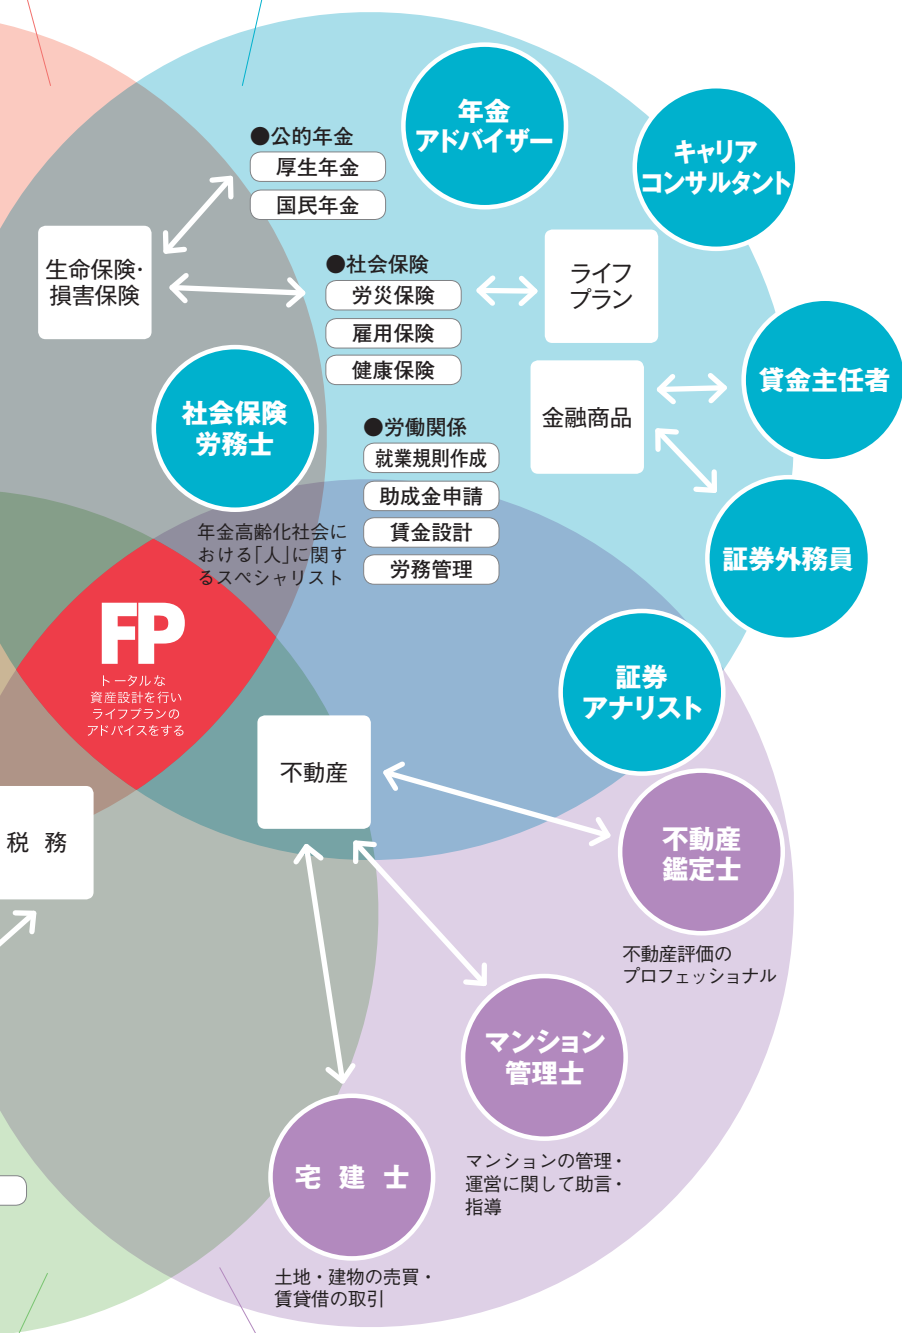 年金
アドバイザー
●公的年金
厚生年金
国民年金
キャリア
コンサルタント
生命保険・
損害保険
●社会保険
労災保険
雇用保険
健康保険
ライフ
プラン
金融商品
貸金主任者
社会保険
労務士
●労働関係
就業規則作成
助成金申請
賃金設計
労務管理
年金高齢化社会に
おける「人」に関す
るスペシャリスト
証券外務員
FP
トータルな
資産設計を行い
ライフプランの
アドバイスをする
証券
アナリスト
不動産
税務
不動産
鑑定士
不動産評価の
プロフェッショナル
マンション
管理士
マンションの管理・
運営に関して助言・
指導
宅建士
土地・建物の売買・
賃貸借の取引